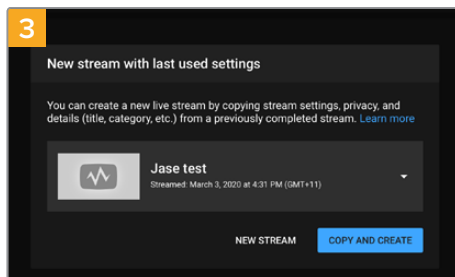 3
New stream with last used settings
You can create a new live stream by copying stream settings, privacy, and
details (title, category, etc.) from a previously completed stream. Learn more
Jase test
Streamed: March 3, 2020 at 4:31 PM (GMT+11)
NEW STREAM COPY AND CREATE